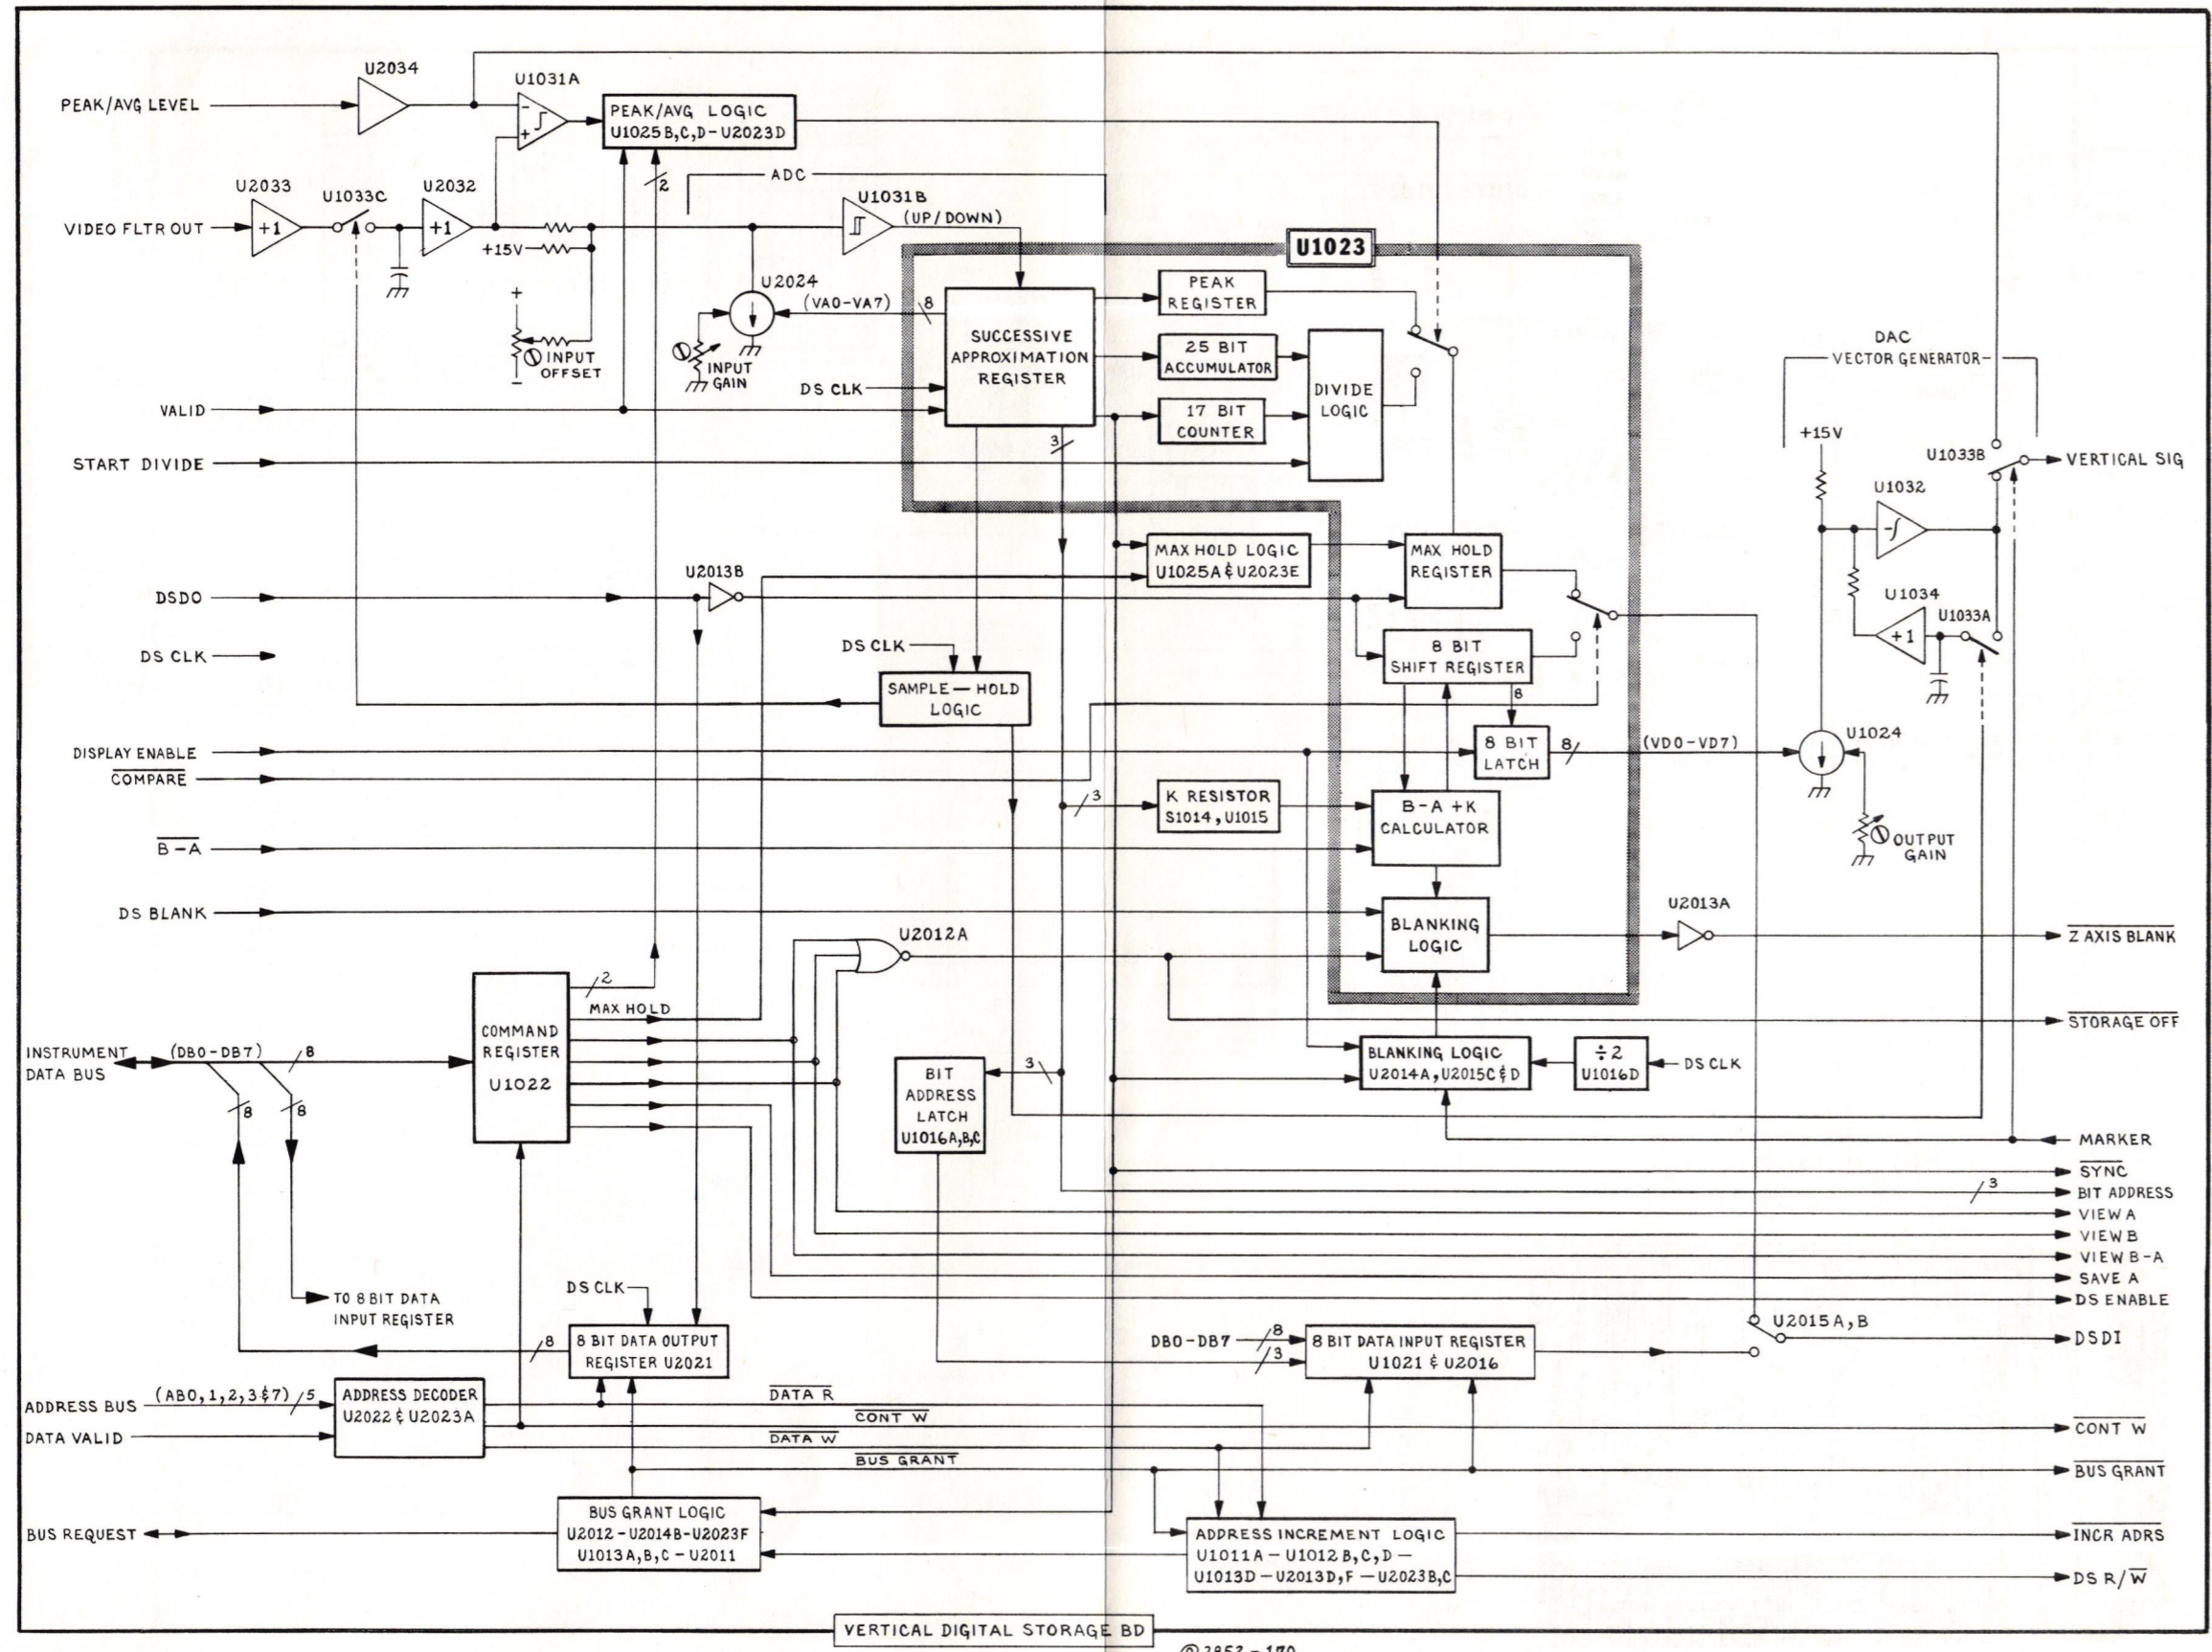 U2034
U1031A
PEAK/AVG LEVEL
PEAK/AVG LOGIC
U1025B,C,D-U2023D
-
+
2
ADC
U2033
U1033C
U2032
U1031B
VIDEO FLTR OUT
+1
+1
(UP/DOWN)
+15V
U1023
+
-
INPUT
OFFSET
U2024
(VA0-VA7)
8
INPUT
GAIN
SUCCESSIVE
APPROXIMATION
REGISTER
PEAK
REGISTER
25 BIT
ACCUMULATOR
17 BIT
COUNTER
DIVIDE
LOGIC
DS CLK
VALID
3
START DIVIDE
DAC
VECTOR GENERATOR
+15V
U1033B
VERTICAL SIG
U1032
U1034
U1033A
+1
MAX HOLD LOGIC
U1025A & U2023E
MAX HOLD
REGISTER
U2013B
DSDO
DS CLK
DS CLK
8 BIT
SHIFT REGISTER
8
SAMPLE — HOLD
LOGIC
DISPLAY ENABLE
8 BIT
LATCH
8
(VD0-VD7)
U1024
OUTPUT
GAIN
COMPARE
3
K RESISTOR
S1014, U1015
B-A +K
CALCULATOR
B-A
DS BLANK
BLANKING
LOGIC
U2013A
Z AXIS BLANK
U2012A
2
MAX HOLD
STORAGE OFF
INSTRUMENT
DATA BUS
(DB0-DB7)
8
COMMAND
REGISTER
U1022
8
8
BIT
ADDRESS
LATCH
U1016A,B,C
3
BLANKING LOGIC
U2014A, U2015C & D
÷2
U1016D
DS CLK
MARKER
SYNC
3
BIT ADDRESS
VIEW A
VIEW B
VIEW B-A
SAVE A
DS ENABLE
TO 8 BIT DATA
INPUT REGISTER
DS CLK
8
8 BIT DATA OUTPUT
REGISTER U2021
DB0-DB7
8
3
8 BIT DATA INPUT REGISTER
U1021 & U2016
U2015 A, B
DSDI
ADDRESS BUS
(AB0,1,2,3&7)
5
ADDRESS DECODER
U2022 & U2023A
DATA VALID
DATA R
CONT W
DATA W
BUS GRANT
CONT W
BUS GRANT
BUS REQUEST
BUS GRANT LOGIC
U2012 - U2014B-U2023F
U1013A,B,C - U2011
ADDRESS INCREMENT LOGIC
U1011A — U1012B,C,D —
U1013D — U2013D,F — U2023B,C
INCR ADRS
DS R/W
VERTICAL DIGITAL STORAGE BD